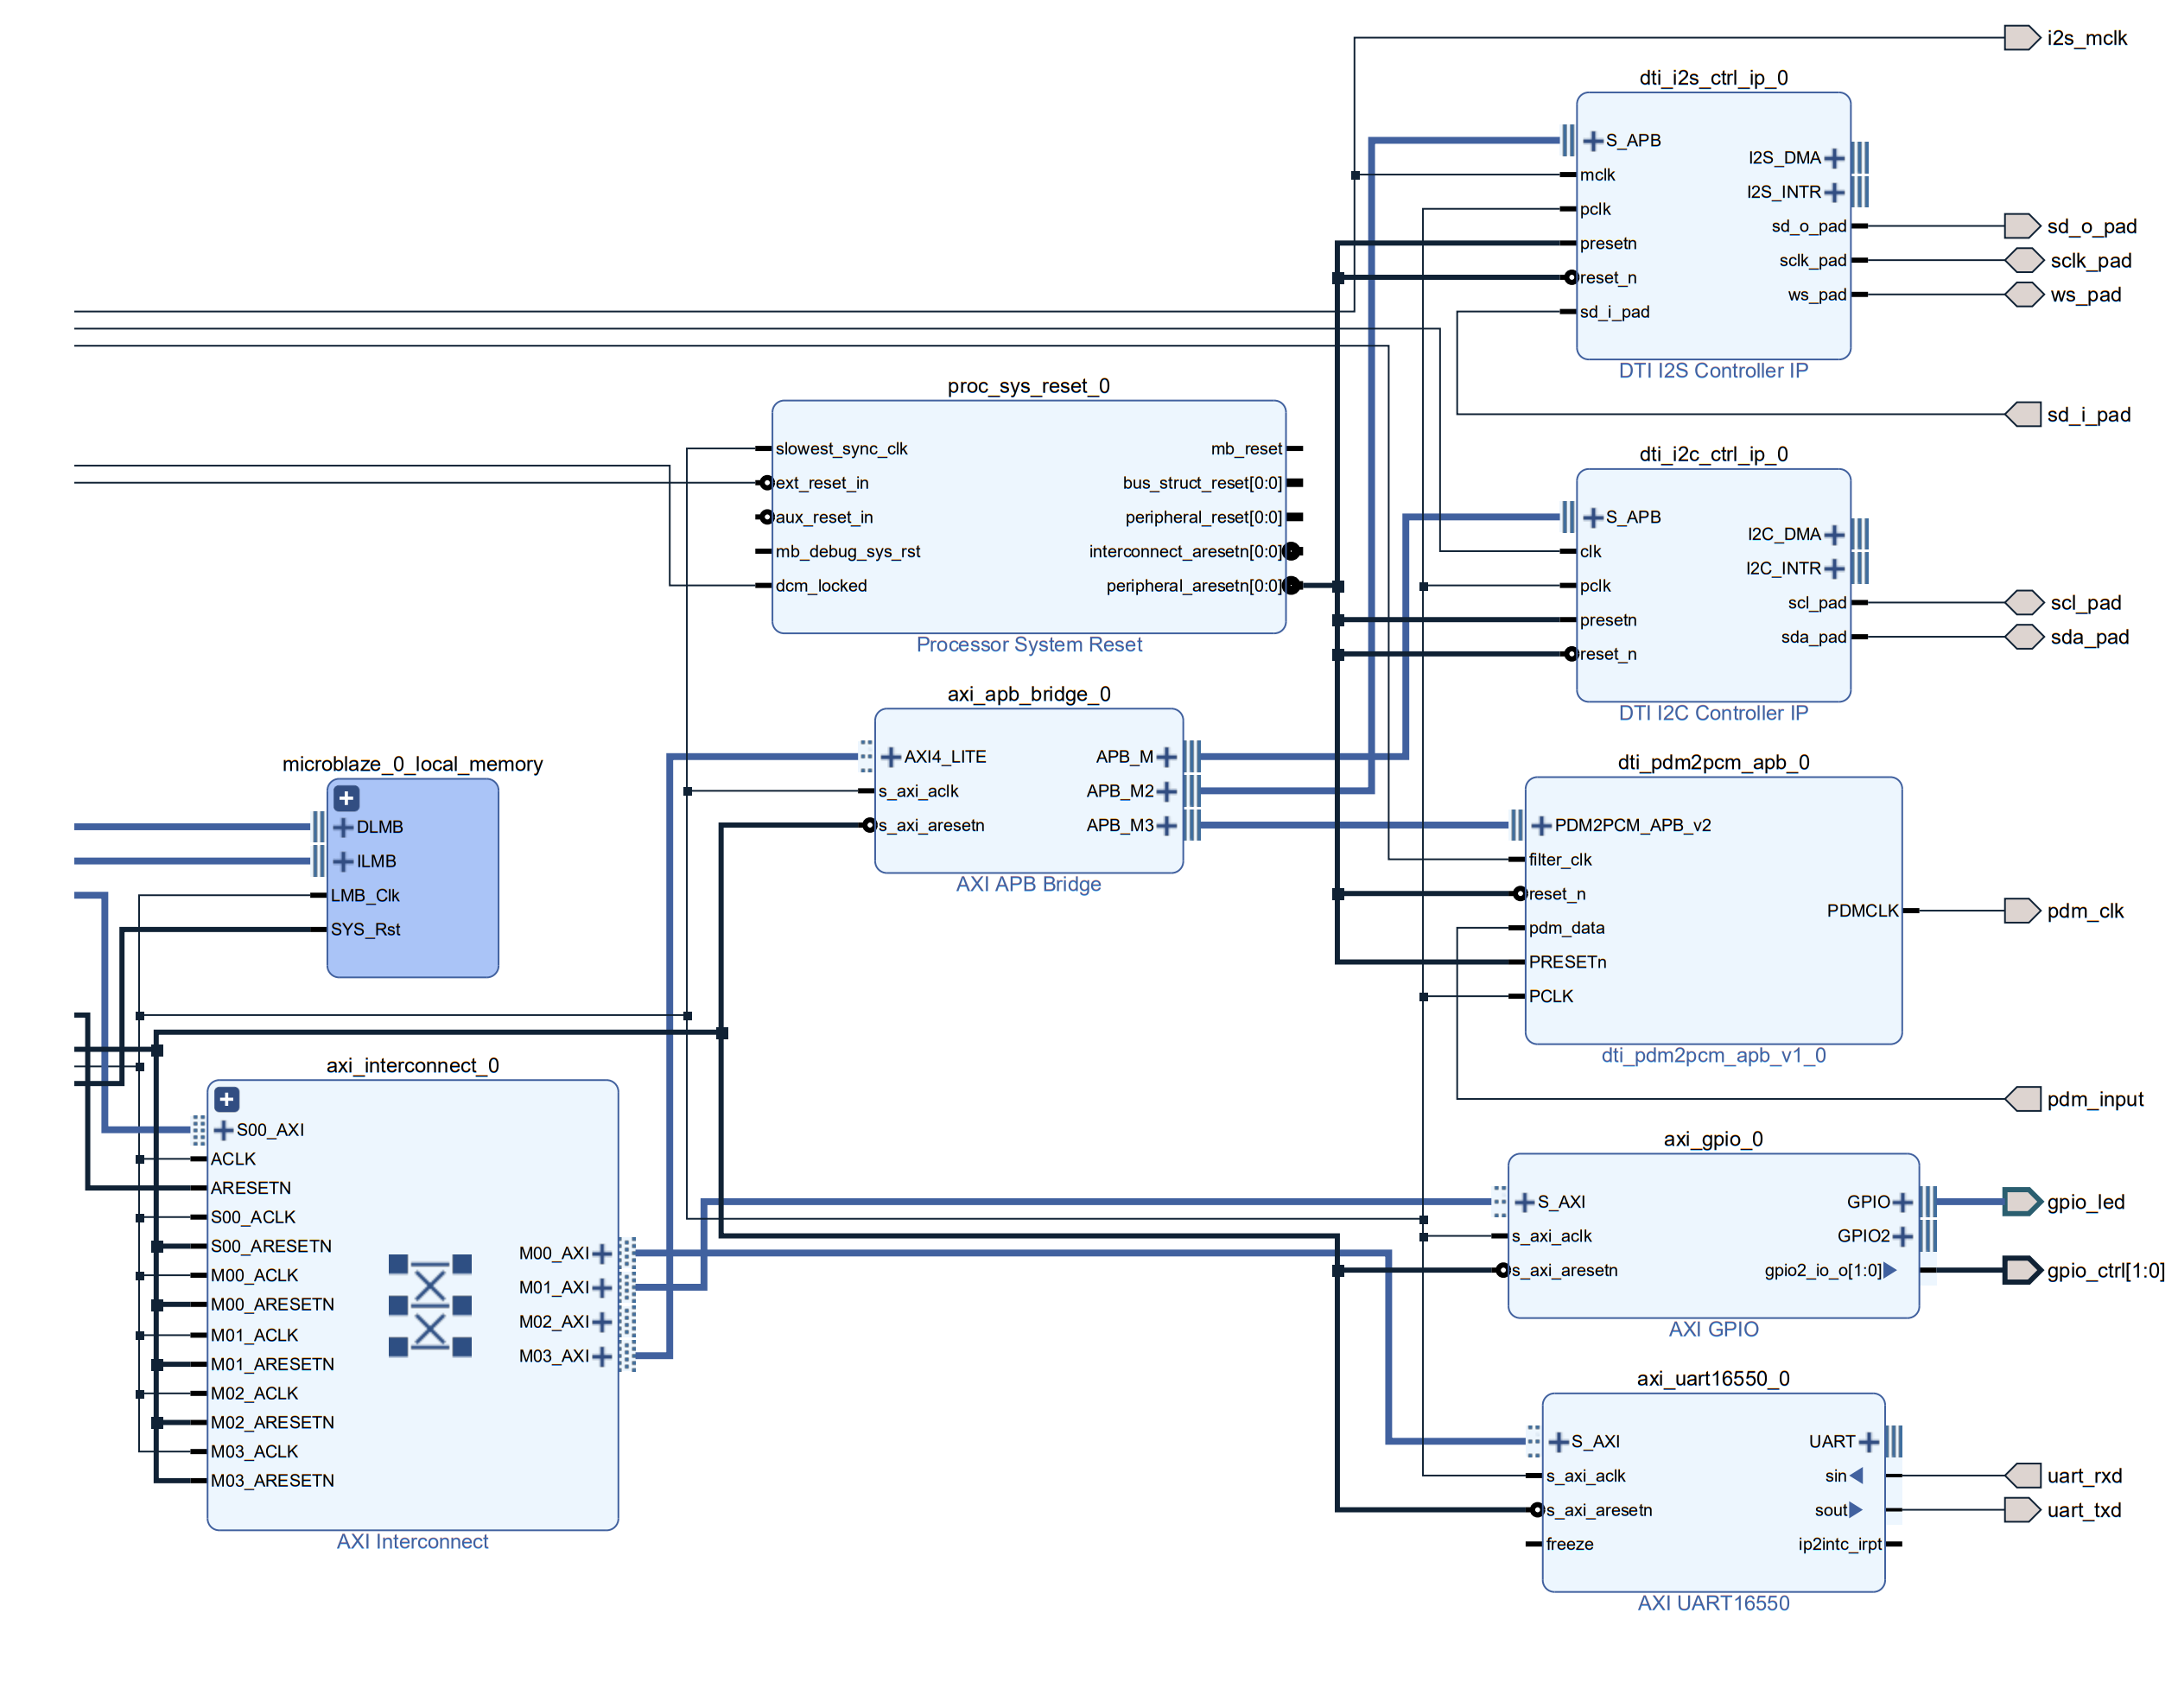 i2s_mclk
dti_i2s_ctrl_ip_0
S_APB
mclk
pclk
presetn
reset_n
sd_i_pad
I2S_DMA
I2S_INTR
sd_o_pad
sclk_pad
ws_pad
DTI I2S Controller IP
sd_o_pad
sclk_pad
ws_pad
sd_i_pad
proc_sys_reset_0
slowest_sync_clk
ext_reset_in
aux_reset_in
mb_debug_sys_rst
dcm_locked
mb_reset
bus_struct_reset[0:0]
peripheral_reset[0:0]
interconnect_aresetn[0:0]
peripheral_aresetn[0:0]
Processor System Reset
dti_i2c_ctrl_ip_0
S_APB
clk
pclk
presetn
reset_n
I2C_DMA
I2C_INTR
scl_pad
sda_pad
DTI I2C Controller IP
scl_pad
sda_pad
axi_apb_bridge_0
AXI4_LITE
s_axi_aclk
s_axi_aresetn
APB_M
APB_M2
APB_M3
AXI APB Bridge
microblaze_0_local_memory
DLMB
ILMB
LMB_Clk
SYS_Rst
dti_pdm2pcm_apb_0
PDM2PCM_APB_v2
filter_clk
reset_n
pdm_data
PRESETn
PCLK
PDMCLK
dti_pdm2pcm_apb_v1_0
pdm_clk
pdm_input
axi_interconnect_0
S00_AXI
ACLK
ARESETN
S00_ACLK
S00_ARESETN
M00_ACLK
M00_ARESETN
M01_ACLK
M01_ARESETN
M02_ACLK
M02_ARESETN
M03_ACLK
M03_ARESETN
M00_AXI
M01_AXI
M02_AXI
M03_AXI
AXI Interconnect
axi_gpio_0
S_AXI
s_axi_aclk
s_axi_aresetn
GPIO
GPIO2
gpio2_io_o[1:0]
AXI GPIO
gpio_led
gpio_ctrl[1:0]
axi_uart16550_0
S_AXI
s_axi_aclk
s_axi_aresetn
freeze
UART
sin
sout
ip2intc_irpt
AXI UART16550
uart_rxd
uart_txd